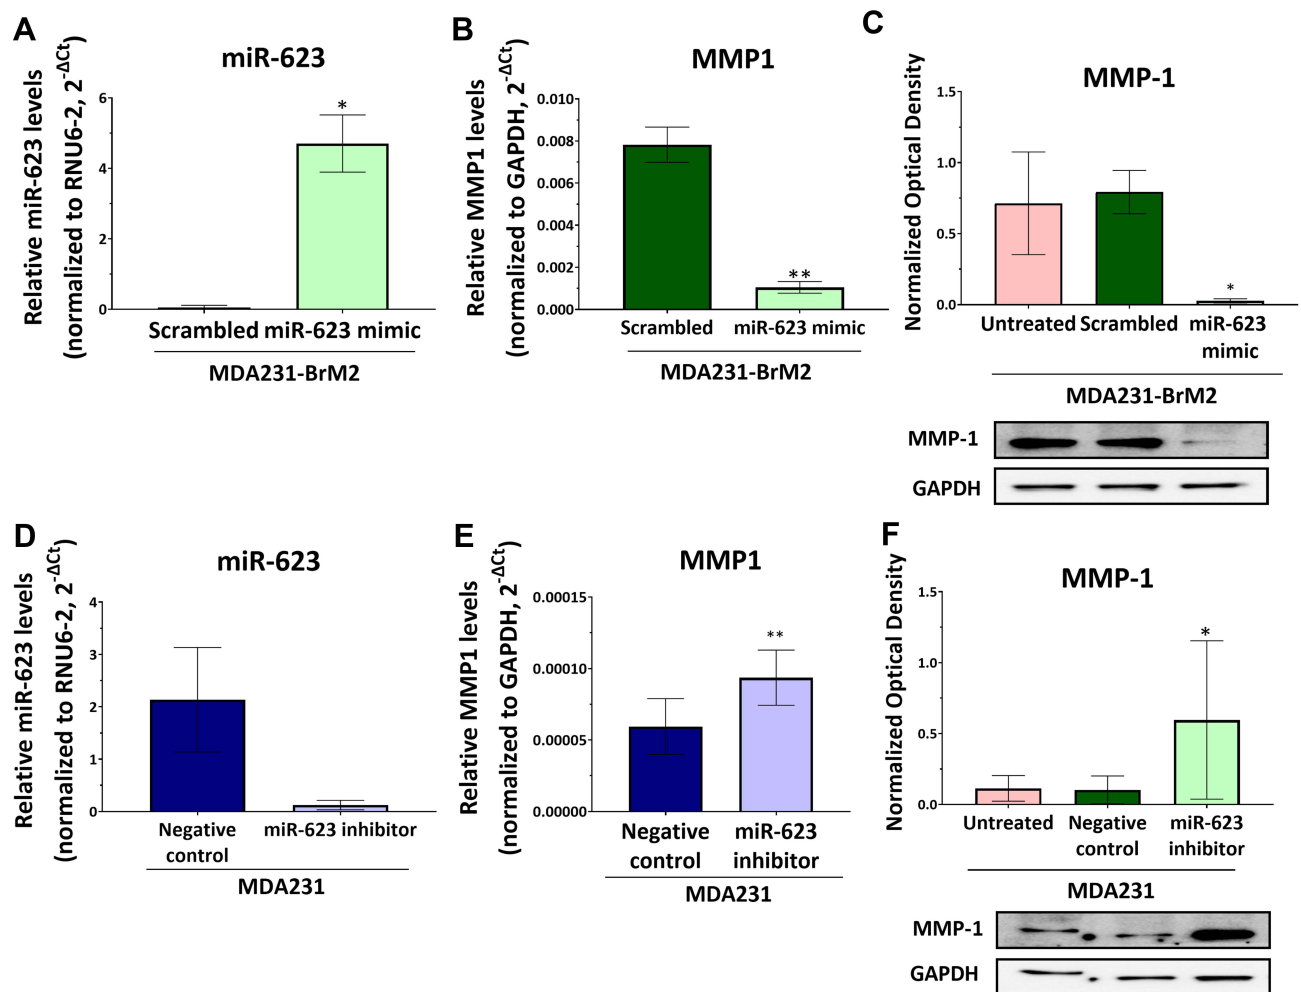 A
miR-623
Relative miR-623 levels
(normalized to RNU6-2, 2^-ΔCt)
6
4
2
0
*
Scrambled miR-623 mimic
MDA231-BrM2
B
MMP1
Relative MMP1 levels
(normalized to GAPDH, 2^-ΔCt)
0.010
0.008
0.006
0.004
0.002
0.000
**
Scrambled miR-623 mimic
MDA231-BrM2
C
MMP-1
Normalized Optical Density
1.5
1.0
0.5
0.0
*
Untreated Scrambled miR-623
mimic
MDA231-BrM2
MMP-1
GAPDH
D
miR-623
Relative miR-623 levels
(normalized to RNU6-2, 2^-ΔCt)
4
3
2
1
0
Negative miR-623 inhibitor
control
MDA231
E
MMP1
Relative MMP1 levels
(normalized to GAPDH, 2^-ΔCt)
0.00015
0.00010
0.00005
0.00000
**
Negative miR-623
control inhibitor
MDA231
F
MMP-1
Normalized Optical Density
1.5
1.0
0.5
0.0
*
Untreated Negative miR-623
control inhibitor
MDA231
MMP-1
GAPDH